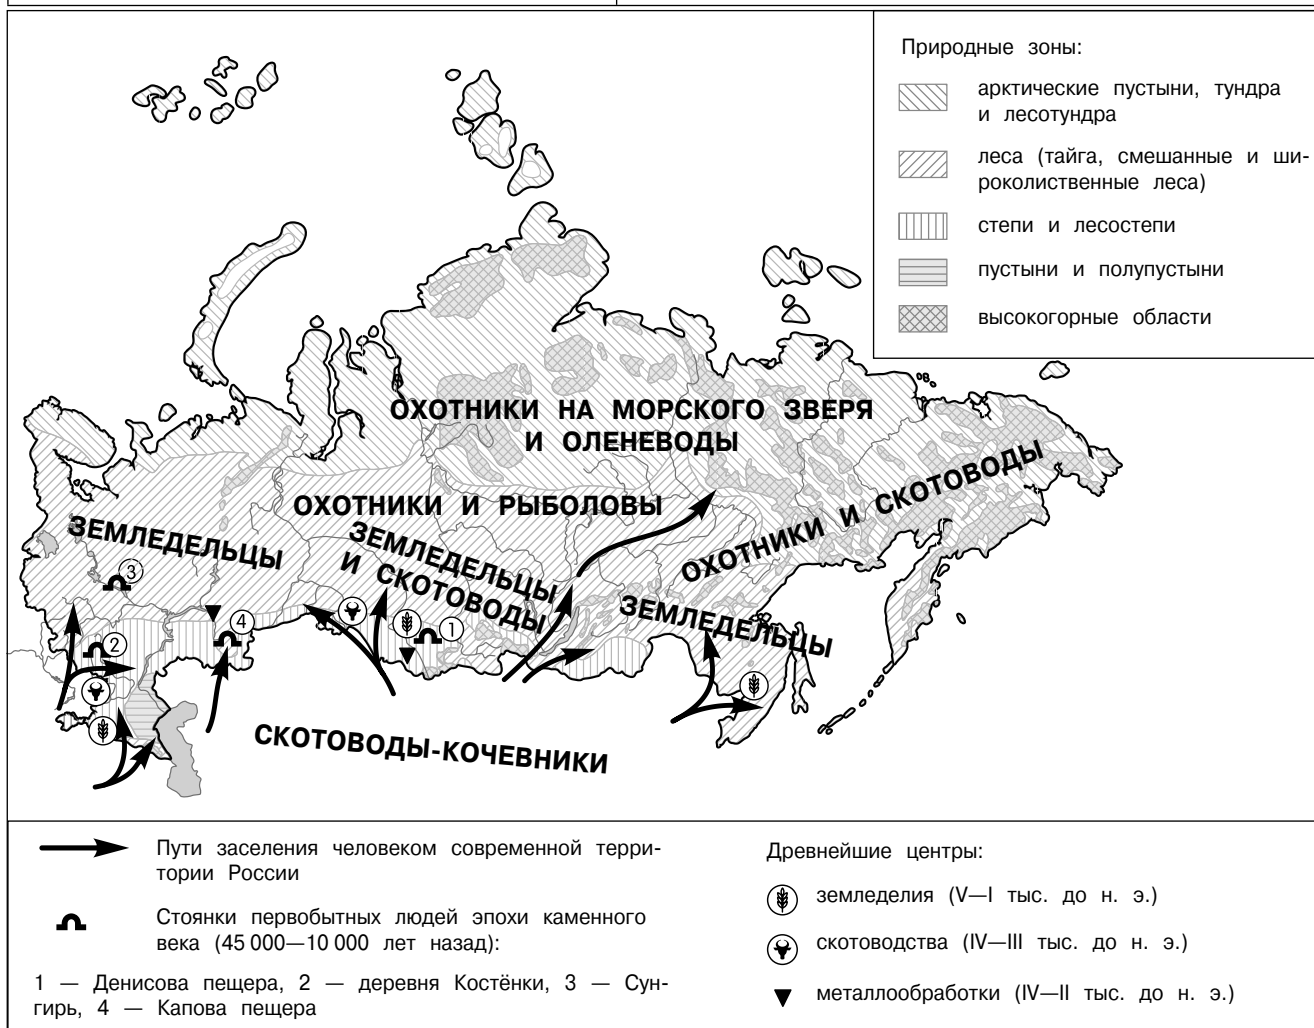 Природные зоны:
арктические пустыни, тундра
и лесотундра
леса (тайга, смешанные и ши-
роколиственные леса)
степи и лесостепи
пустыни и полупустыни
высокогорные области
ОХОТНИКИ НА МОРСКОГО ЗВЕРЯ
И ОЛЕНЕВОДЫ
ОХОТНИКИ И РЫБОЛОВЫ
ОХОТНИКИ И СКОТОВОДЫ
ЗЕМЛЕДЕЛЬЦЫ
ЗЕМЛЕДЕЛЬЦЫ
И СКОТОВОДЫ
ЗЕМЛЕДЕЛЬЦЫ
3
4
1
2
СКОТОВОДЫ-КОЧЕВНИКИ
Пути заселения человеком современной терри-
тории России
Стоянки первобытных людей эпохи каменного
века (45 000—10 000 лет назад):
1 — Денисова пещера, 2 — деревня Костёнки, 3 — Сун-
гирь, 4 — Капова пещера
Древнейшие центры:
земледелия (V—I тыс. до н. э.)
скотоводства (IV—III тыс. до н. э.)
металлообработки (IV—II тыс. до н. э.)